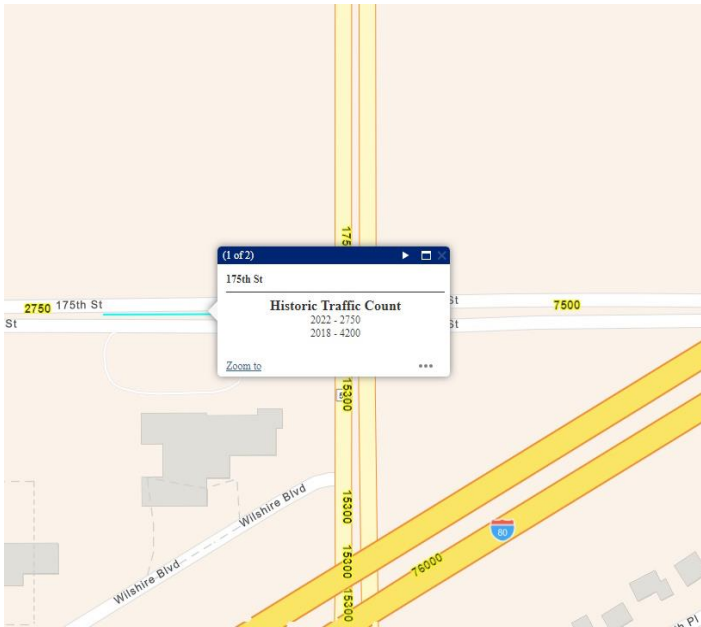 175
(1 of 2)
175th St
Historic Traffic Count
2022 - 2750
2018 - 4200
Zoom to
2750 175th St
St
7500
St
St
15300
15300
15300
15300
Wilshire Blvd
Wilshire Blvd
80
76000
Pl